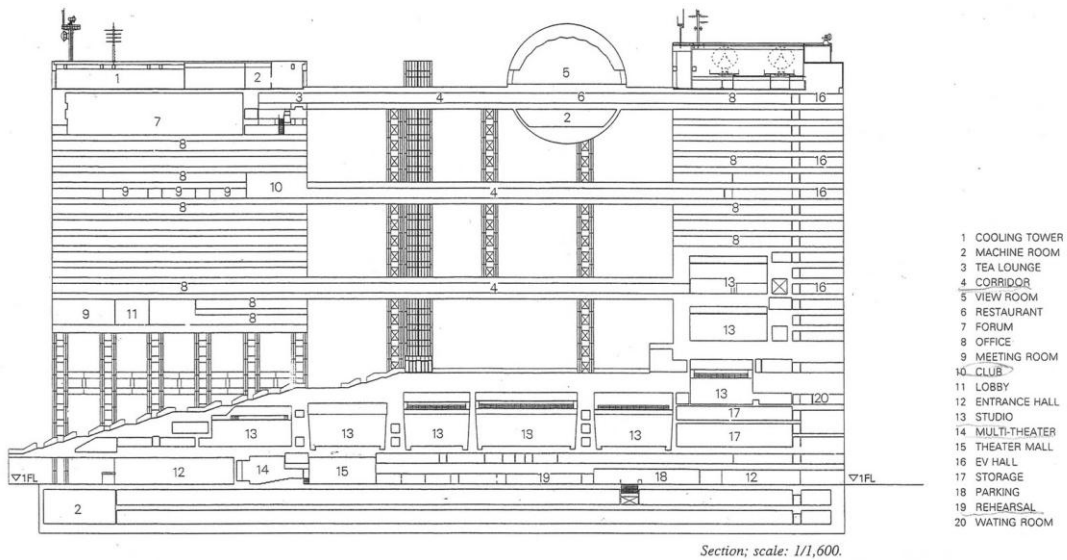 1 2
5
3 4 6 8 16
7 2
8
8 16
8
9 9 9 10 4 16
8 8
8
13
8 4 16
8
9 11 13
8
13
20
17
13 13 13 13 13 17
12 14 15 19 18 12
▽1FL ▽1FL
2
1 COOLING TOWER
2 MACHINE ROOM
3 TEA LOUNGE
4 CORRIDOR
5 VIEW ROOM
6 RESTAURANT
7 FORUM
8 OFFICE
9 MEETING ROOM
10 CLUB
11 LOBBY
12 ENTRANCE HALL
13 STUDIO
14 MULTI-THEATER
15 THEATER MALL
16 EV HALL
17 STORAGE
18 PARKING
19 REHEARSAL
20 WATING ROOM
Section; scale: 1/1,600.